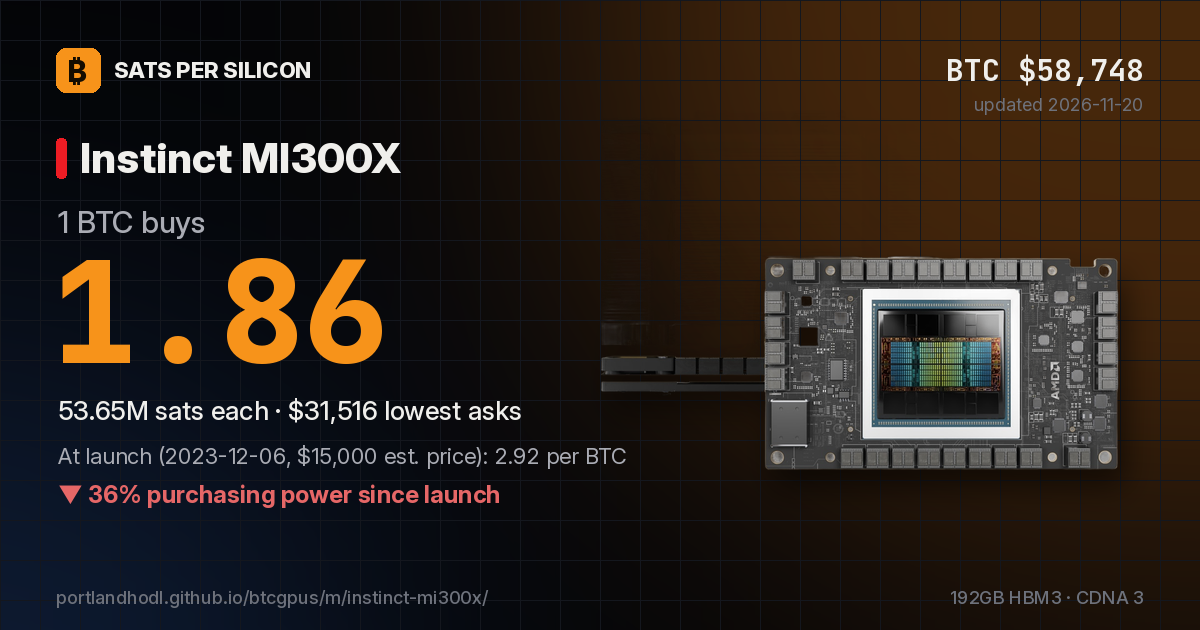 SATS PER SILICON
BTC $58,748
updated 2026-11-20
Instinct MI300X
1 BTC buys
1.86
53.65M sats each · $31,516 lowest asks
At launch (2023-12-06, $15,000 est. price): 2.92 per BTC
▼ 36% purchasing power since launch
AMD
portlandhodl.github.io/btcgpus/m/instinct-mi300x/
192GB HBM3 · CDNA 3